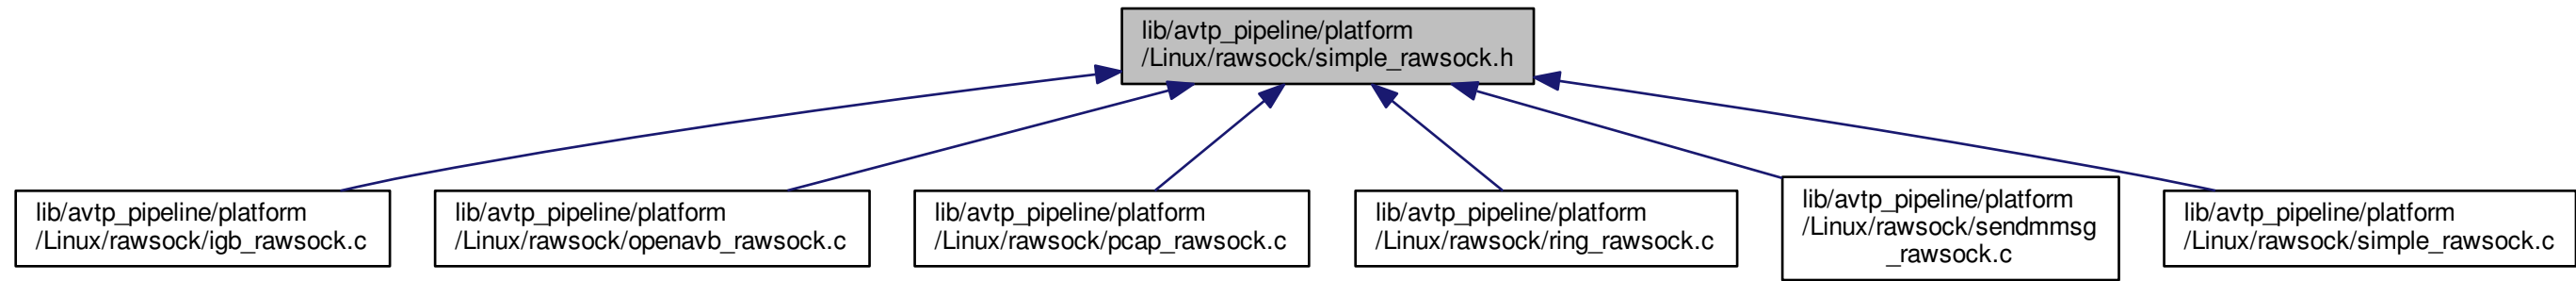 lib/avtp_pipeline/platform
/Linux/rawsock/simple_rawsock.h
lib/avtp_pipeline/platform
/Linux/rawsock/igb_rawsock.c
lib/avtp_pipeline/platform
/Linux/rawsock/openavb_rawsock.c
lib/avtp_pipeline/platform
/Linux/rawsock/pcap_rawsock.c
lib/avtp_pipeline/platform
/Linux/rawsock/ring_rawsock.c
lib/avtp_pipeline/platform
/Linux/rawsock/sendmmsg
_rawsock.c
lib/avtp_pipeline/platform
/Linux/rawsock/simple_rawsock.c